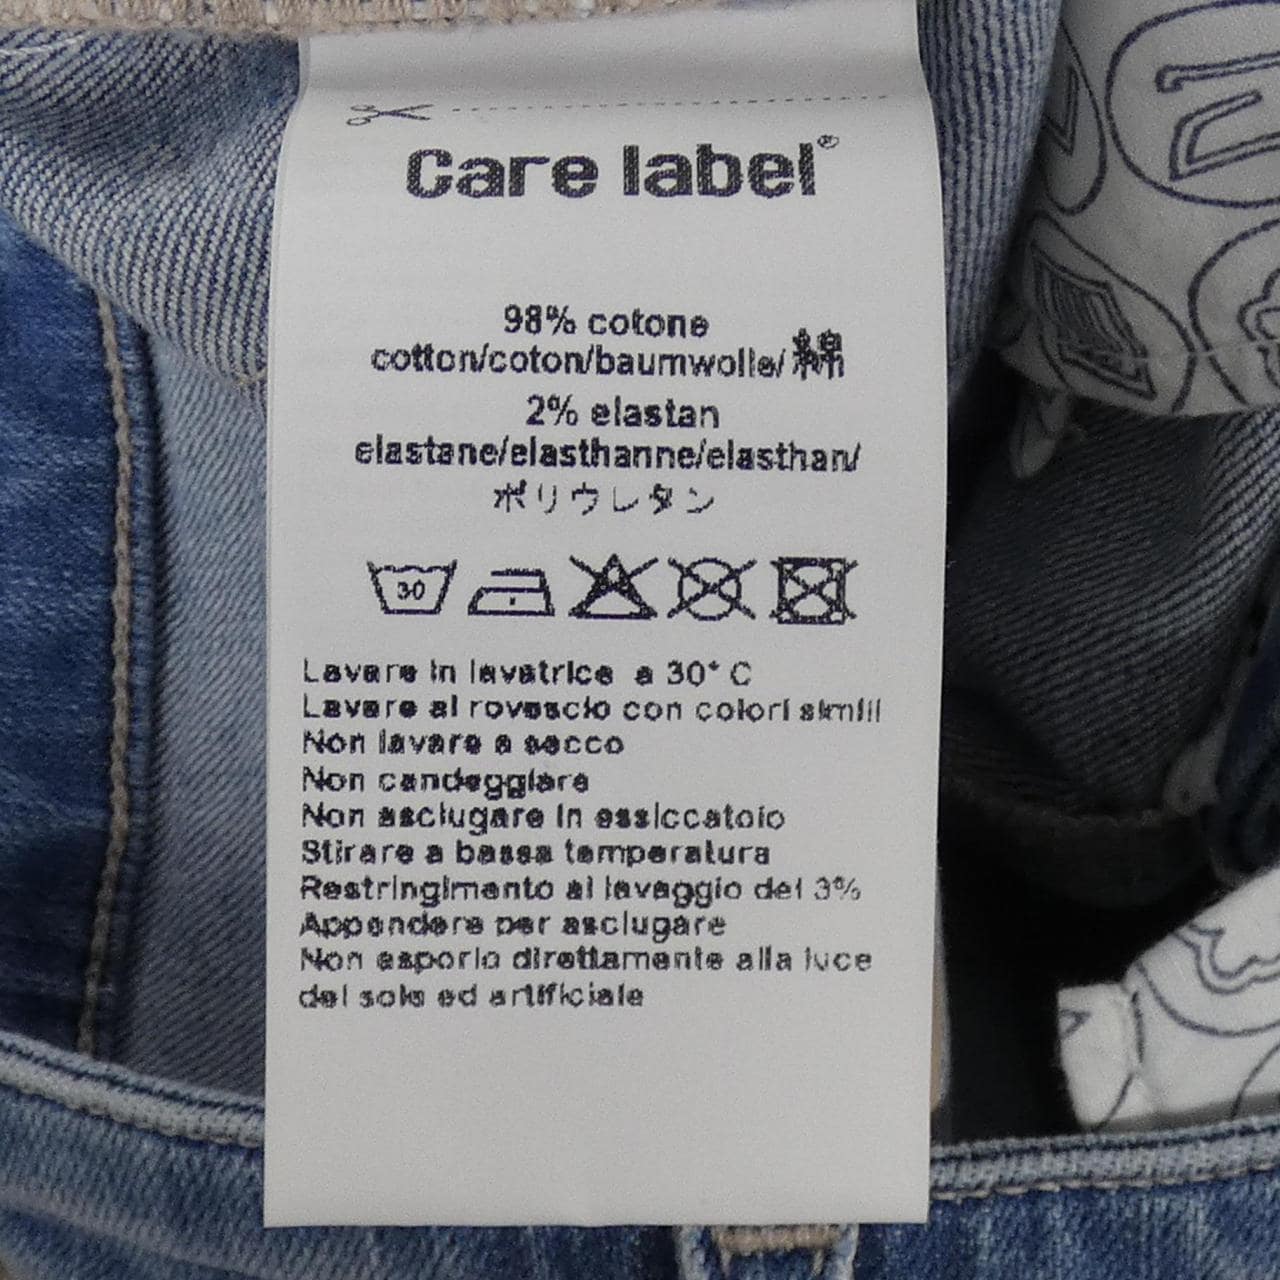 Care label®
98% cotone
cotton/coton/baumwolle/綿
2% elastan
elastane/elasthanne/elasthan/
ポリウレタン
30
Lavare in lavatrice a 30° C
Lavare al rovescio con colori simili
Non lavare a secco
Non candeggiare
Non asciugare in essiccatoio
Stirare a bassa temperatura
Restringimento al lavaggio del 3%
Appendere per asciugare
Non esporlo direttamente alla luce
del sole ed artificiale